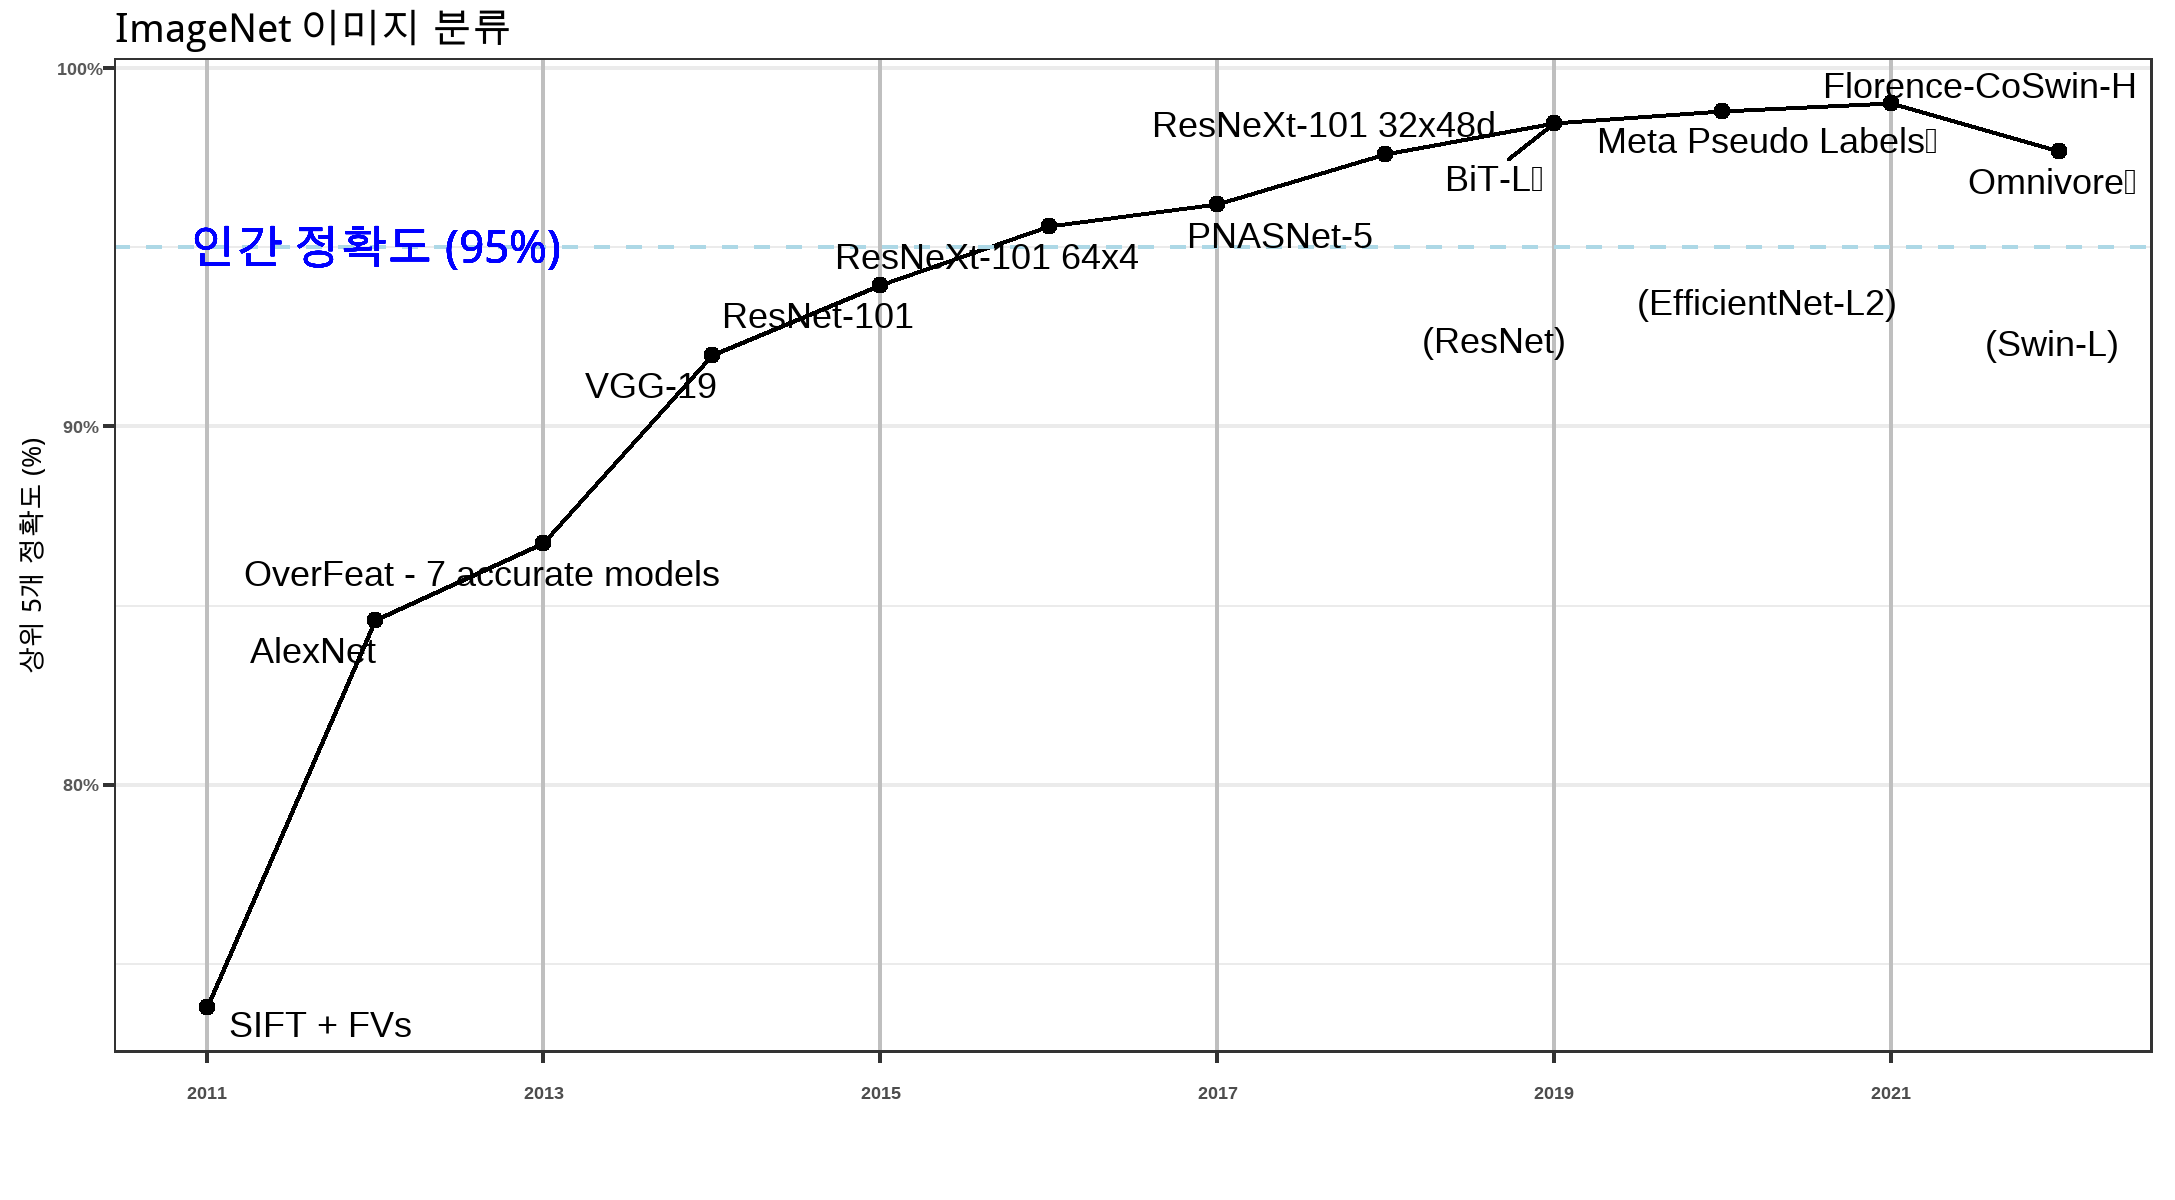 ImageNet 이미지 분류
100%
90%
80%
상위 5개 정확도 (%)
인간 정확도 (95%)
Florence-CoSwin-H
ResNeXt-101 32x48d
Meta Pseudo Labels
BiT-L
Omnivore
PNASNet-5
ResNeXt-101 64x4
(EfficientNet-L2)
ResNet-101
(ResNet)
(Swin-L)
VGG-19
OverFeat - 7 accurate models
AlexNet
SIFT + FVs
2011
2013
2015
2017
2019
2021